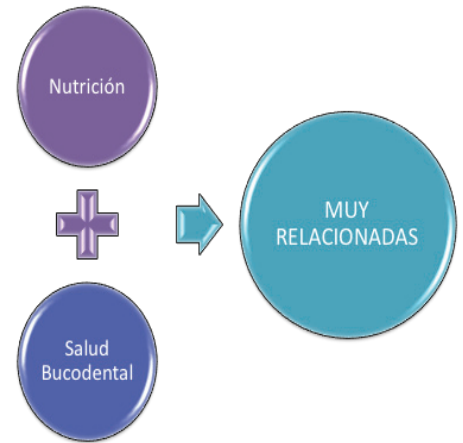 Nutrición
Salud
Bucodental
MUY
RELACIONADAS